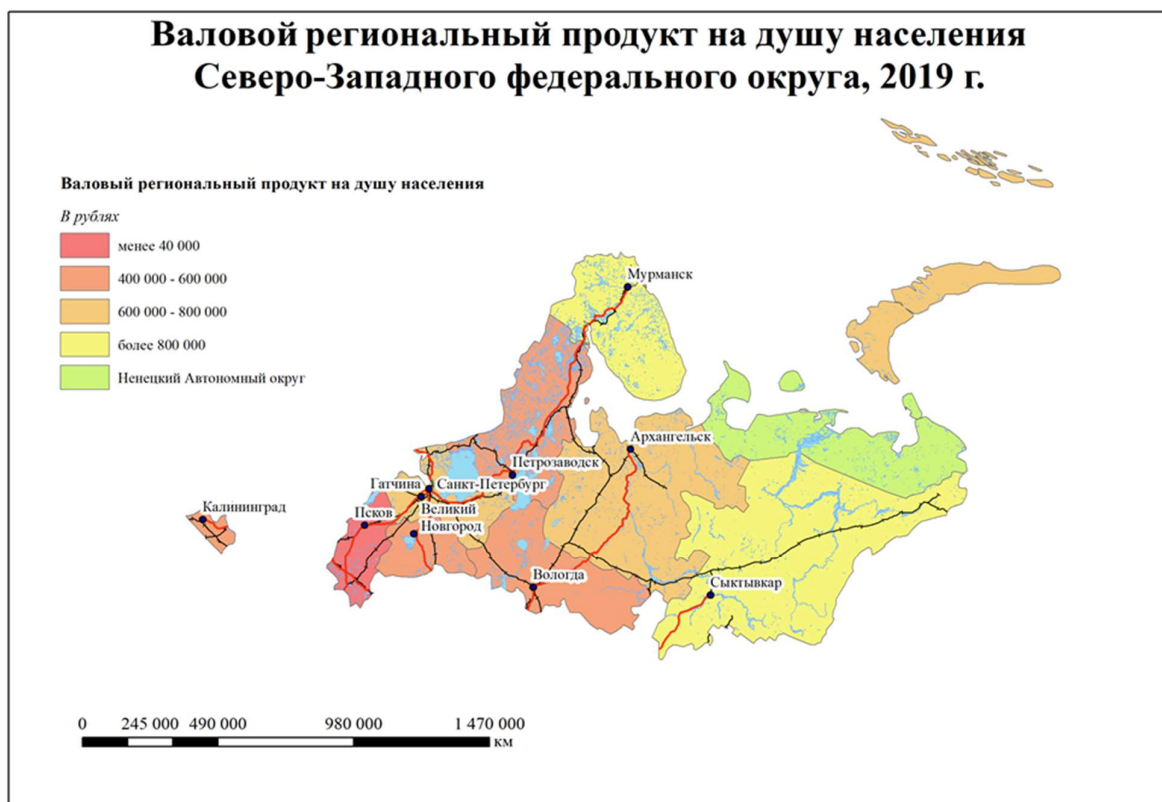 Валовой региональный продукт на душу населения
Северо-Западного федерального округа, 2019 г.
Валовый региональный продукт на душу населения
В рублях
менее 40 000
400 000 - 600 000
600 000 - 800 000
более 800 000
Ненецкий Автономный округ
Мурманск
Архангельск
Петрозаводск
Гатчина
Санкт-Петербург
Калининград
Псков
Великий
Новгород
Вологда
Сыктывкар
0 245 000 490 000 980 000 1 470 000
км